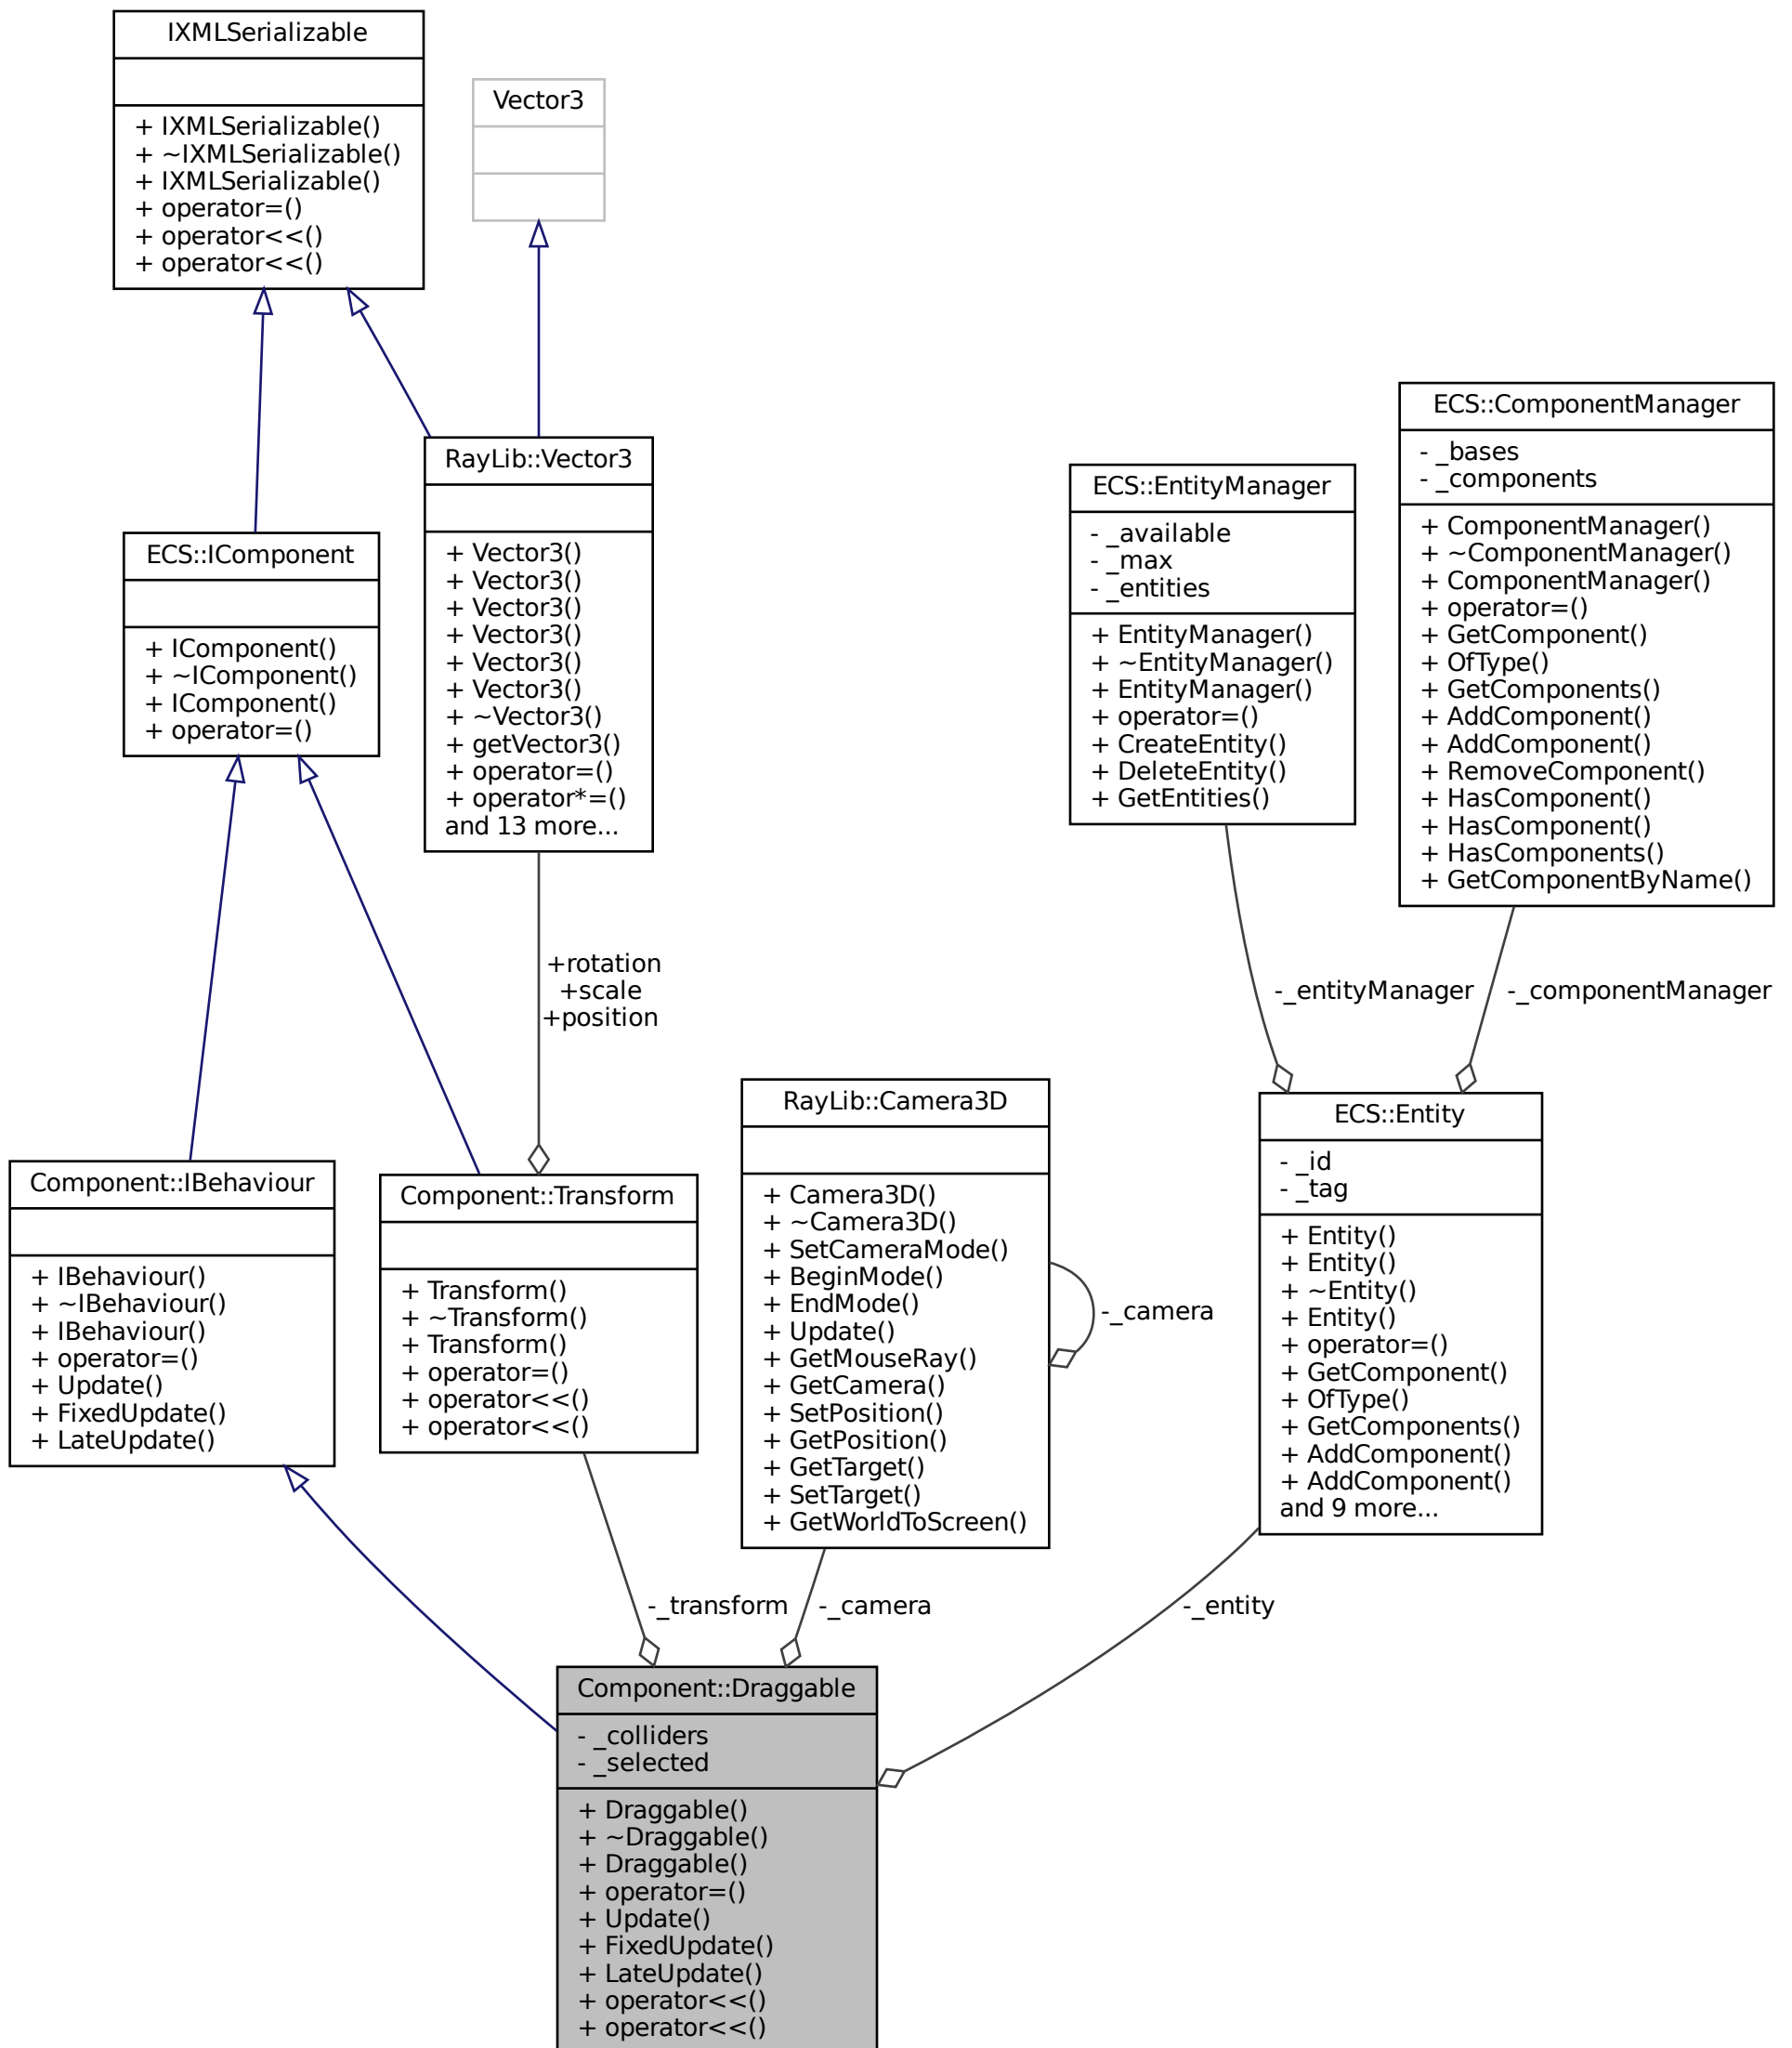 IXMLSerializable
+ IXMLSerializable()
+ ~IXMLSerializable()
+ IXMLSerializable()
+ operator=()
+ operator<<()
+ operator<<()
Vector3
ECS::IComponent
+ IComponent()
+ ~IComponent()
+ IComponent()
+ operator=()
RayLib::Vector3
+ Vector3()
+ Vector3()
+ Vector3()
+ Vector3()
+ Vector3()
+ Vector3()
+ ~Vector3()
+ getVector3()
+ operator=()
+ operator*=()
and 13 more...
ECS::EntityManager
- _available
- _max
- _entities
+ EntityManager()
+ ~EntityManager()
+ EntityManager()
+ operator=()
+ CreateEntity()
+ DeleteEntity()
+ GetEntities()
ECS::ComponentManager
- _bases
- _components
+ ComponentManager()
+ ~ComponentManager()
+ ComponentManager()
+ operator=()
+ GetComponent()
+ OfType()
+ GetComponents()
+ AddComponent()
+ AddComponent()
+ RemoveComponent()
+ HasComponent()
+ HasComponent()
+ HasComponents()
+ GetComponentByName()
+rotation
+scale
+position
-_entityManager
-_componentManager
Component::IBehaviour
+ IBehaviour()
+ ~IBehaviour()
+ IBehaviour()
+ operator=()
+ Update()
+ FixedUpdate()
+ LateUpdate()
Component::Transform
+ Transform()
+ ~Transform()
+ Transform()
+ operator=()
+ operator<<()
+ operator<<()
RayLib::Camera3D
+ Camera3D()
+ ~Camera3D()
+ SetCameraMode()
+ BeginMode()
+ EndMode()
+ Update()
+ GetMouseRay()
+ GetCamera()
+ SetPosition()
+ GetPosition()
+ GetTarget()
+ SetTarget()
+ GetWorldToScreen()
-_camera
ECS::Entity
- _id
- _tag
+ Entity()
+ Entity()
+ ~Entity()
+ Entity()
+ operator=()
+ GetComponent()
+ OfType()
+ GetComponents()
+ AddComponent()
+ AddComponent()
and 9 more...
-_transform
-_camera
-_entity
Component::Draggable
- _colliders
- _selected
+ Draggable()
+ ~Draggable()
+ Draggable()
+ operator=()
+ Update()
+ FixedUpdate()
+ LateUpdate()
+ operator<<()
+ operator<<()